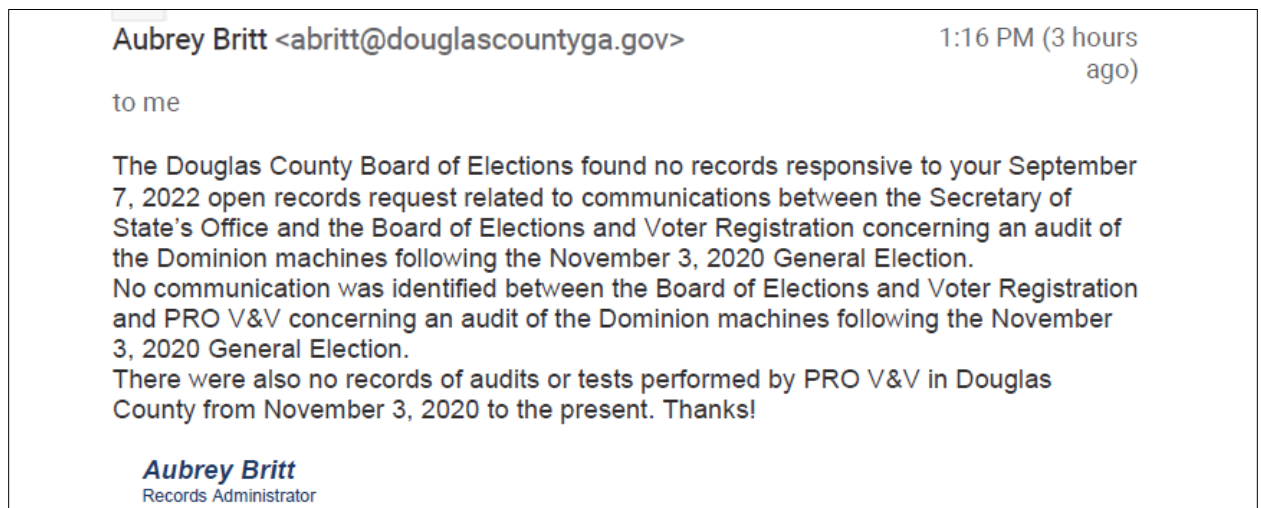 Aubrey Britt <abritt@douglascountyga.gov>
1:16 PM (3 hours
ago)
to me
The Douglas County Board of Elections found no records responsive to your September
7, 2022 open records request related to communications between the Secretary of
State's Office and the Board of Elections and Voter Registration concerning an audit of
the Dominion machines following the November 3, 2020 General Election.
No communication was identified between the Board of Elections and Voter Registration
and PRO V&V concerning an audit of the Dominion machines following the November
3, 2020 General Election.
There were also no records of audits or tests performed by PRO V&V in Douglas
County from November 3, 2020 to the present. Thanks!
Aubrey Britt
Records Administrator